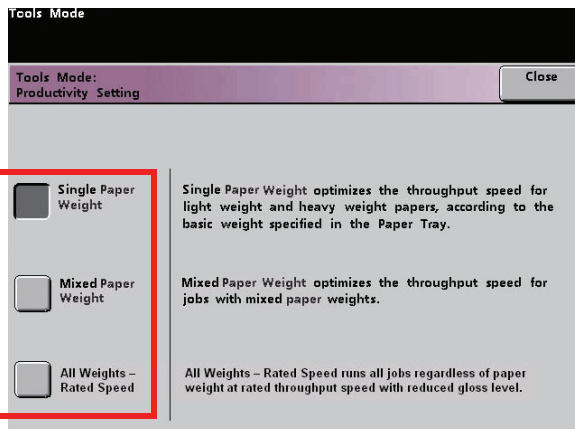 Tools Mode
Tools Mode:
Productivity Setting
Close
Single Paper
Weight
Single Paper Weight optimizes the throughput speed for
light weight and heavy weight papers, according to the
basic weight specified in the Paper Tray.
Mixed Paper
Weight
Mixed Paper Weight optimizes the throughput speed for
jobs with mixed paper weights.
All Weights –
Rated Speed
All Weights – Rated Speed runs all jobs regardless of paper
weight at rated throughput speed with reduced gloss level.